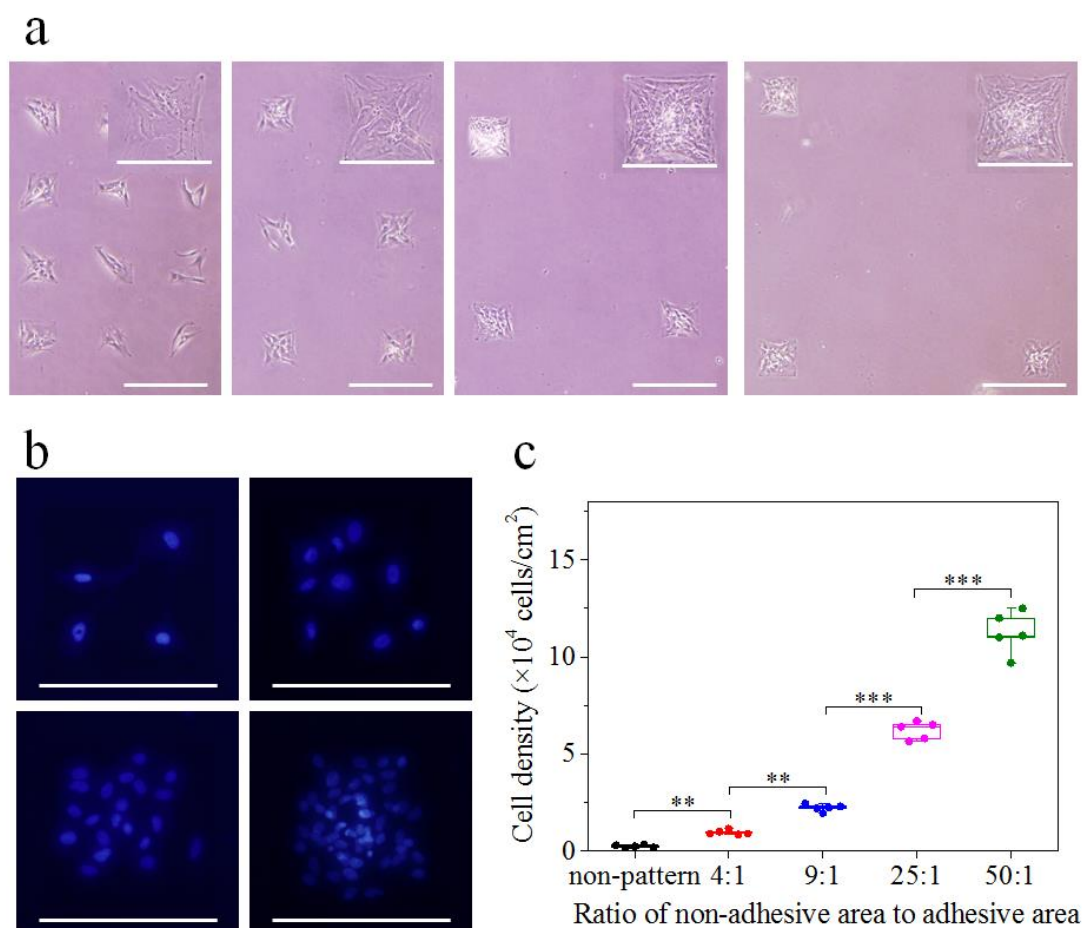 a
b
c
Cell density (×10⁴ cells/cm²)
15
10
5
0
***
***
**
**
non-pattern 4:1 9:1 25:1 50:1
Ratio of non-adhesive area to adhesive area